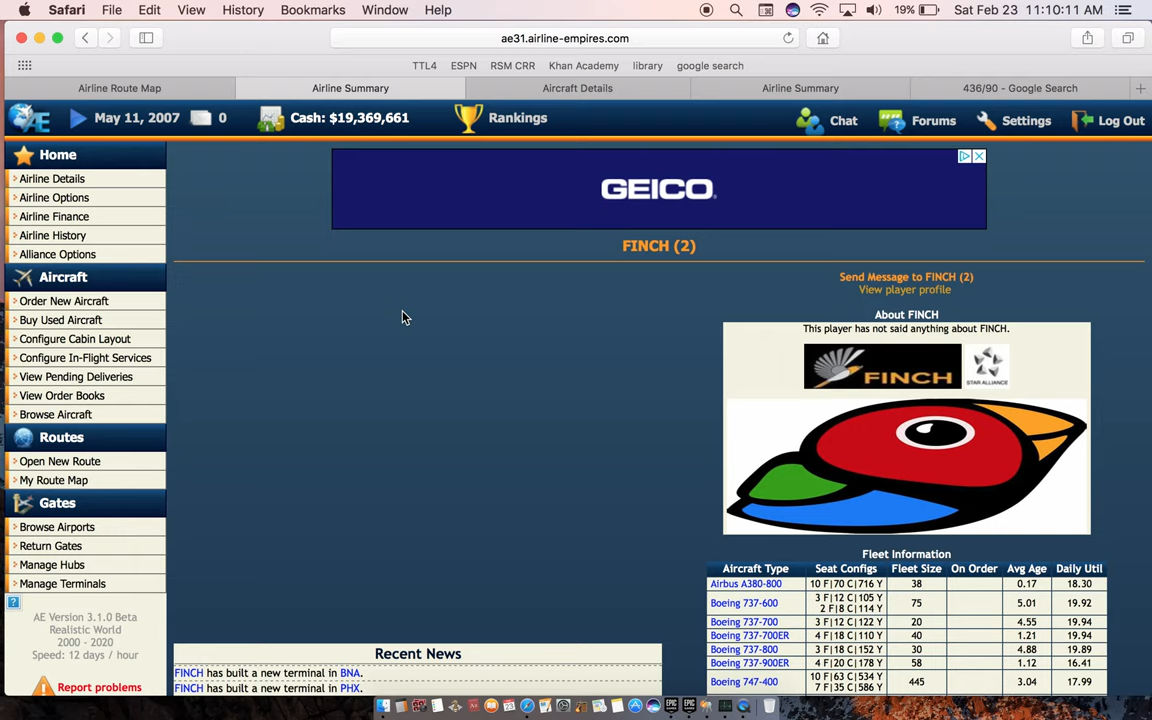 Safari File Edit View History Bookmarks Window Help 19% Sat Feb 23 11:10:11 AM
ae31.airline-empires.com
TTL4 ESPN RSM CRR Khan Academy library google search
Airline Route Map Airline Summary Aircraft Details Airline Summary 436/90 - Google Search
AE May 11, 2007 0 Cash: $19,369,661 Rankings Chat Forums Settings Log Out
Home
Airline Details
Airline Options
Airline Finance
Airline History
Alliance Options
Aircraft
Order New Aircraft
Buy Used Aircraft
Configure Cabin Layout
Configure In-Flight Services
View Pending Deliveries
View Order Books
Browse Aircraft
Routes
Open New Route
My Route Map
Gates
Browse Airports
Return Gates
Manage Hubs
Manage Terminals
?
AE Version 3.1.0 Beta
Realistic World
2000 - 2020
Speed: 12 days / hour
Report problems
GEICO.
FINCH (2)
Send Message to FINCH (2)
View player profile
About FINCH
This player has not said anything about FINCH.
FINCH
STAR ALLIANCE
Fleet Information
Aircraft Type Seat Configs Fleet Size On Order Avg Age Daily Util
Airbus A380-800 10 F|70 C|716 Y 38 0.17 18.30
Boeing 737-600 3 F|12 C|105 Y 75 5.01 19.92
2 F|8 C|114 Y
Boeing 737-700 3 F|12 C|122 Y 20 4.55 19.94
Boeing 737-700ER 4 F|18 C|110 Y 40 1.21 19.94
Boeing 737-800 3 F|18 C|152 Y 30 4.88 19.89
Boeing 737-900ER 4 F|20 C|178 Y 58 1.12 16.41
Boeing 747-400 10 F|63 C|534 Y 445 3.04 17.99
7 F|35 C|586 Y
Recent News
FINCH has built a new terminal in BNA.
FINCH has built a new terminal in PHX.